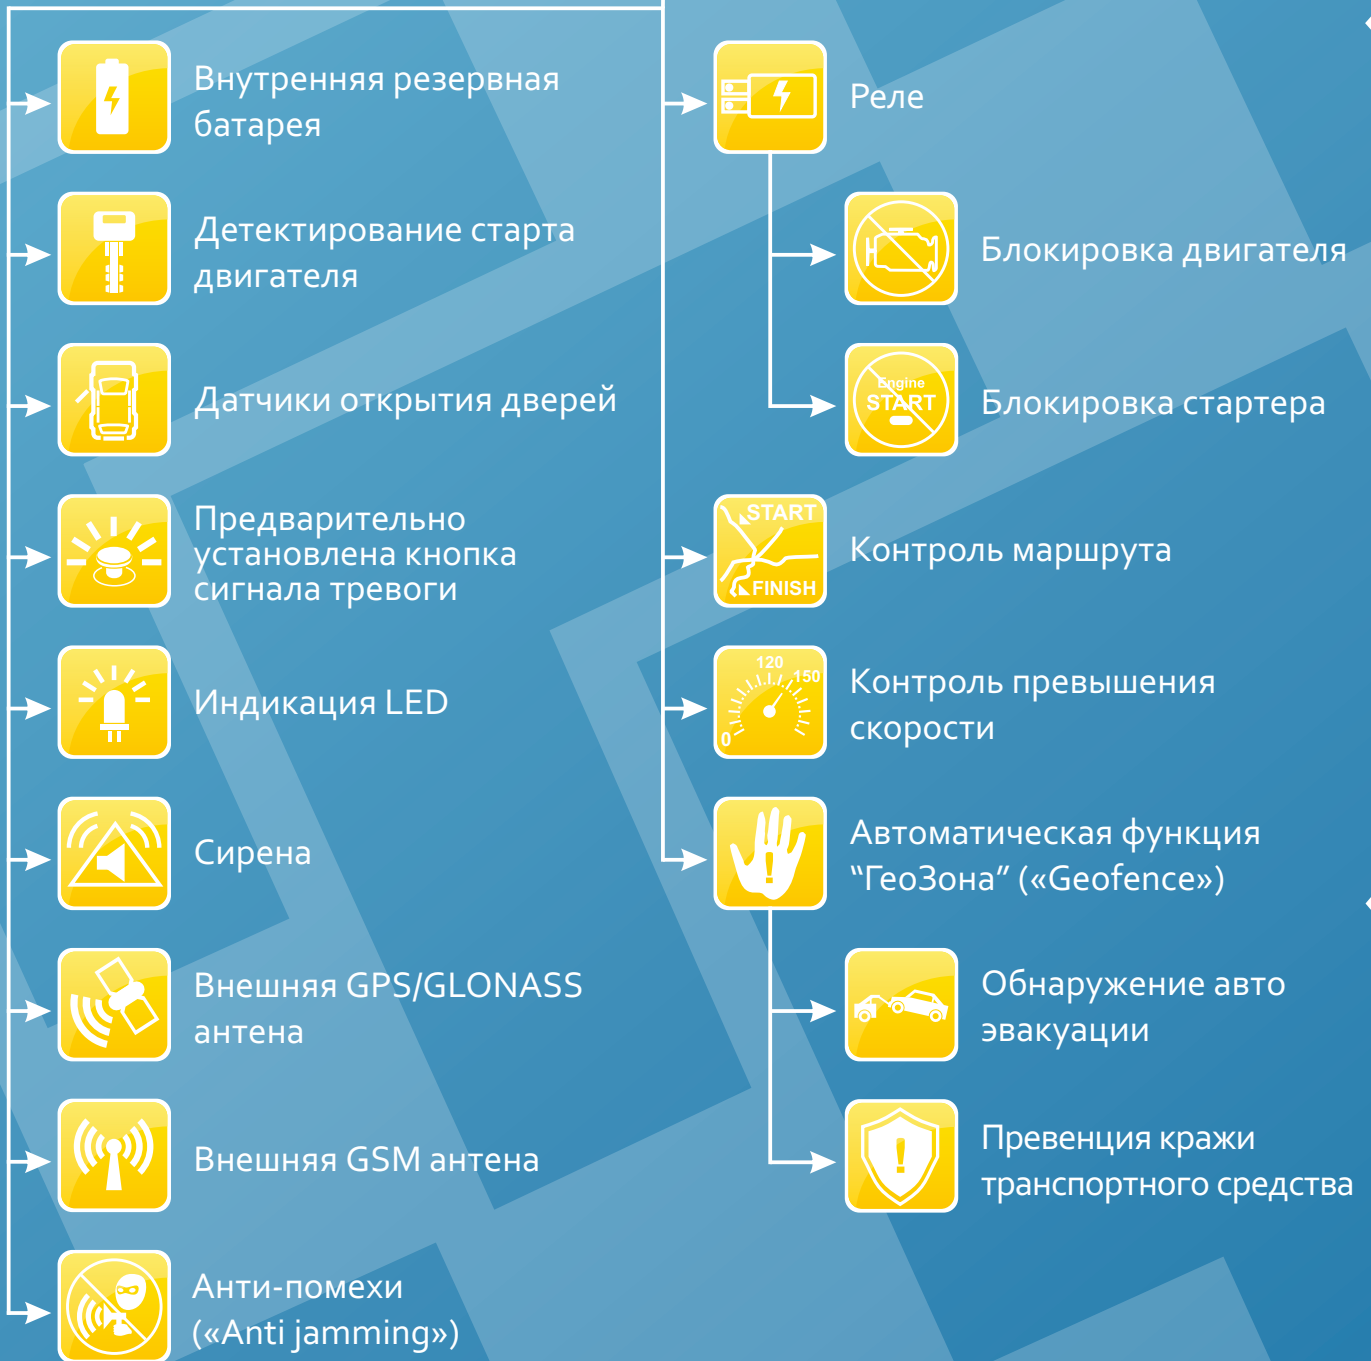 Внутренняя резервная
батарея
Детектирование старта
двигателя
Датчики открытия дверей
Предварительно
установлена кнопка
сигнала тревоги
Индикация LED
Сирена
Внешняя GPS/GLONASS
антена
Внешняя GSM антена
Анти-помехи
(«Anti jamming»)
Реле
Блокировка двигателя
Engine
START
Блокировка стартера
START
FINISH
Контроль маршрута
120
150
0
Контроль превышения
скорости
Автоматическая функция
“ГеоЗона” («Geofence»)
Обнаружение авто
эвакуации
Превенция кражи
транспортного средства